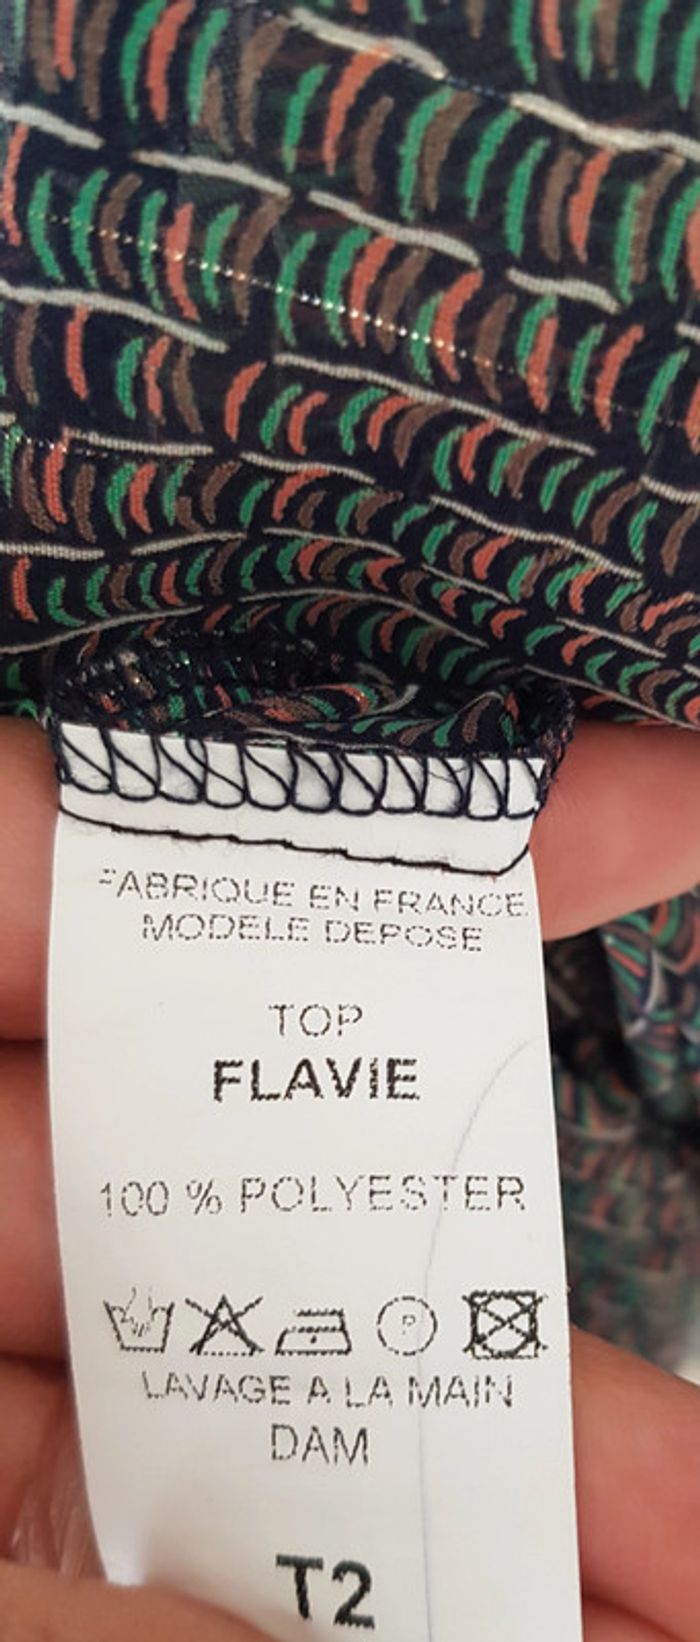 FABRIQUE EN FRANCE
MODELE DEPOSE
TOP
FLAVIE
100 % POLYESTER
P
LAVAGE A LA MAIN
DAM
T2